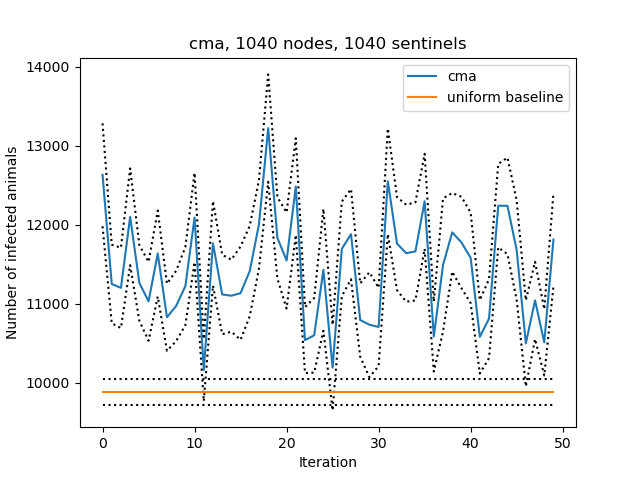 cma, 1040 nodes, 1040 sentinels
cma
uniform baseline
Number of infected animals
14000
13000
12000
11000
10000
0 10 20 30 40 50
Iteration